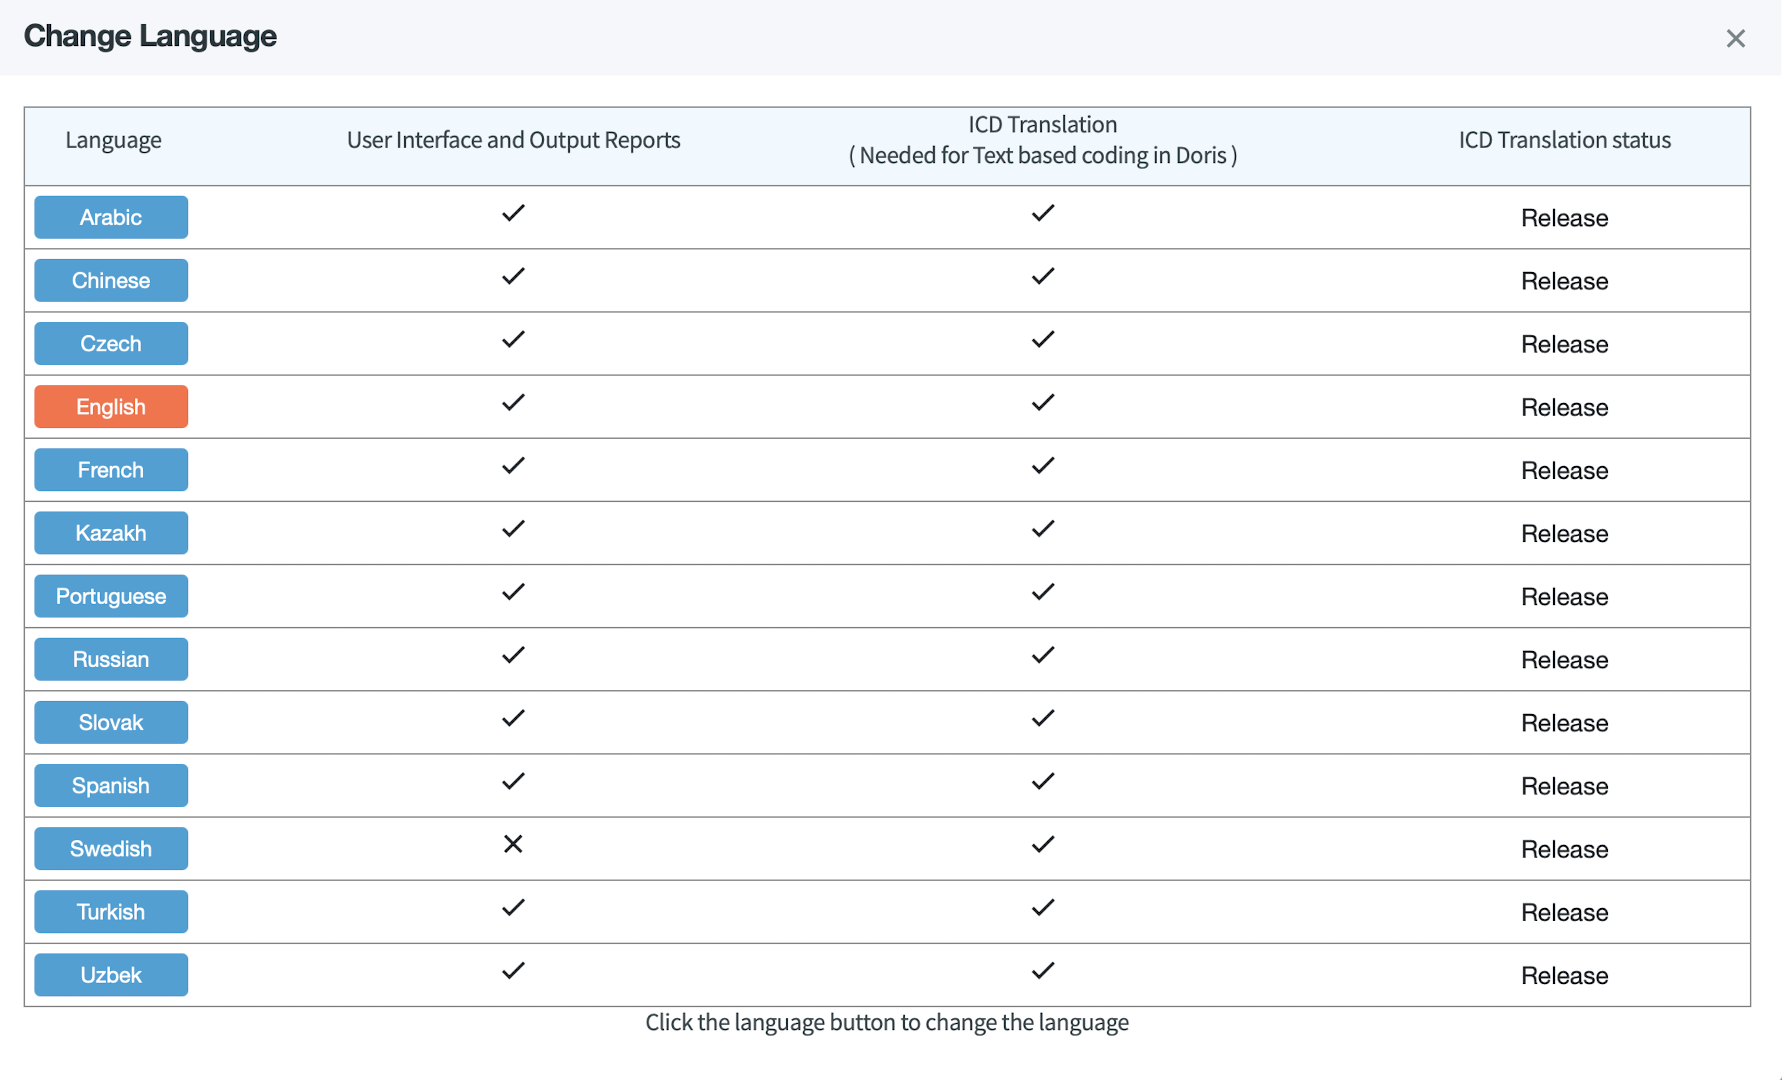 Change Language
Language
User Interface and Output Reports
ICD Translation
( Needed for Text based coding in Doris )
ICD Translation status
Arabic
Release
Chinese
Release
Czech
Release
English
Release
French
Release
Kazakh
Release
Portuguese
Release
Russian
Release
Slovak
Release
Spanish
Release
Swedish
Release
Turkish
Release
Uzbek
Release
Click the language button to change the language